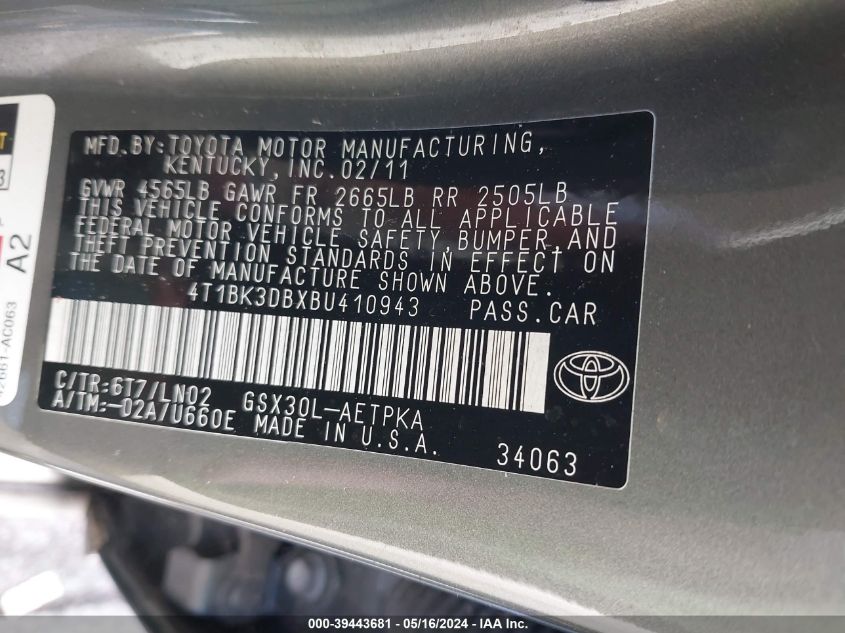 MFD.BY:TOYOTA MOTOR MANUFACTURING,
KENTUCKY,INC.02/11
GVWR 4565LB GAWR FR 2665LB RR 2505LB
THIS VEHICLE CONFORMS TO ALL APPLICABLE
FEDERAL MOTOR VEHICLE SAFETY,BUMPER,AND
THEFT PREVENTION STANDARDS IN EFFECT ON
THE DATE OF MANUFACTURE SHOWN ABOVE.
4T1BK3DBXBU410943 PASS.CAR
C/TR:6T7/LN02 GSX30L-AETPKA
A/TM:-02A/U660E MADE IN U.S.A.
34063
A2
42661-AC063
000-39443681 / 05/16/2024 - IAA Inc.